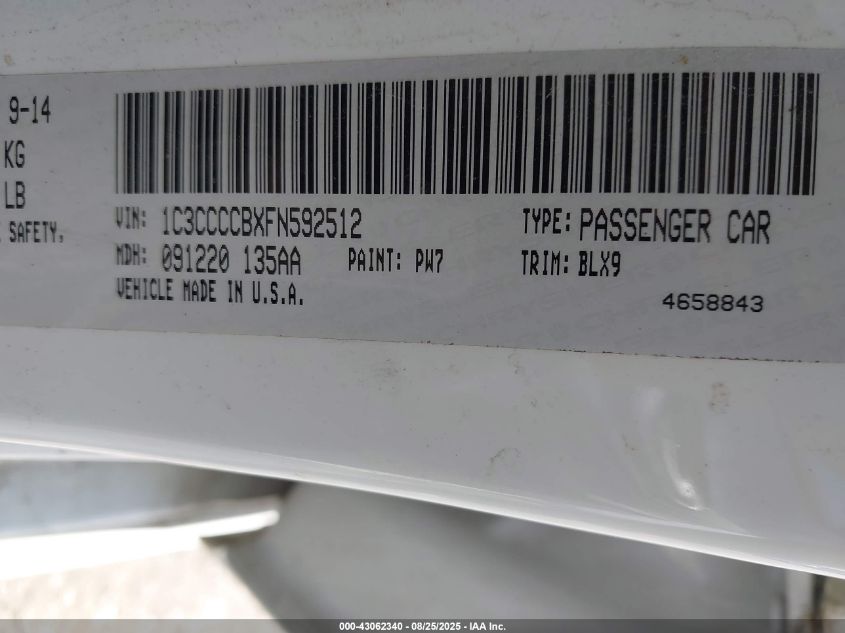 9-14
KG
LB
SAFETY,
VIN: 1C3CCCCBXFN592512
TYPE: PASSENGER CAR
MDH: 091220 135AA
PAINT: PW7
TRIM: BLX9
VEHICLE MADE IN U.S.A.
4658843
000-43062340 - 08/25/2025 - IAA Inc.